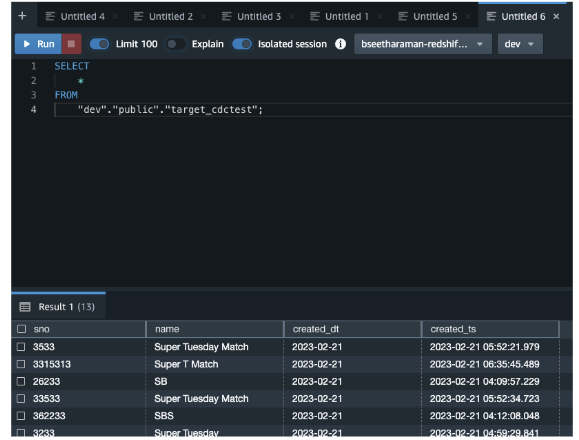 + Untitled 4 × Untitled 2 × Untitled 3 × Untitled 1 × Untitled 5 × Untitled 6 ×
Run Limit 100 Explain Isolated session i bseetharaman-redshif... dev
1 SELECT
2 *
3 FROM
4 "dev"."public"."target_cdctest";
Result 1 (13)
sno name created_dt created_ts
3533 Super Tuesday Match 2023-02-21 2023-02-21 05:52:21.979
3315313 Super T Match 2023-02-21 2023-02-21 06:35:45.489
26233 SB 2023-02-21 2023-02-21 04:09:57.229
33533 Super Tuesday Match 2023-02-21 2023-02-21 05:52:34.723
362233 SBS 2023-02-21 2023-02-21 04:12:08.048
3233 Super Tuesday 2023-02-21 2023-02-21 04:59:29.841